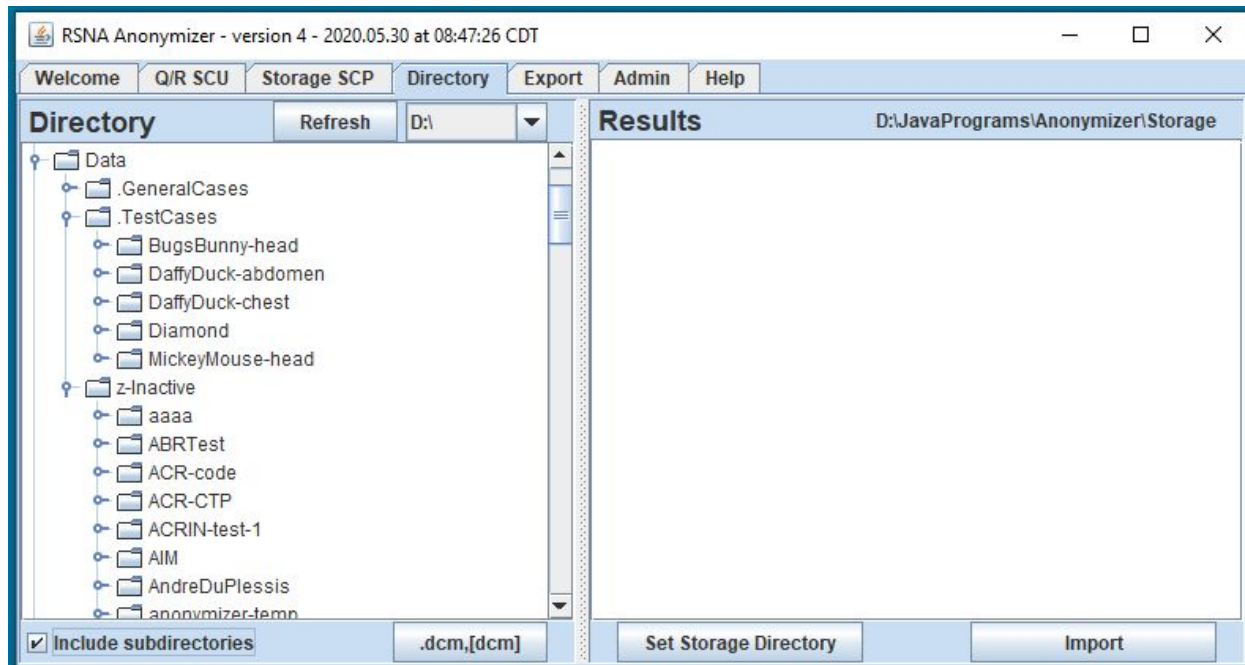 RSNA Anonymizer - version 4 - 2020.05.30 at 08:47:26 CDT
Welcome Q/R SCU Storage SCP Directory Export Admin Help
Directory Refresh D:\
Results D:\JavaPrograms\Anonymizer\Storage
Data
.GeneralCases
.TestCases
BugsBunny-head
DaffyDuck-abdomen
DaffyDuck-chest
Diamond
MickeyMouse-head
z-Inactive
aaaa
ABRTest
ACR-code
ACR-CTP
ACRIN-test-1
AIM
AndreDuPlessis
anonymizer-temp
Include subdirectories .dcm,[dcm]
Set Storage Directory Import